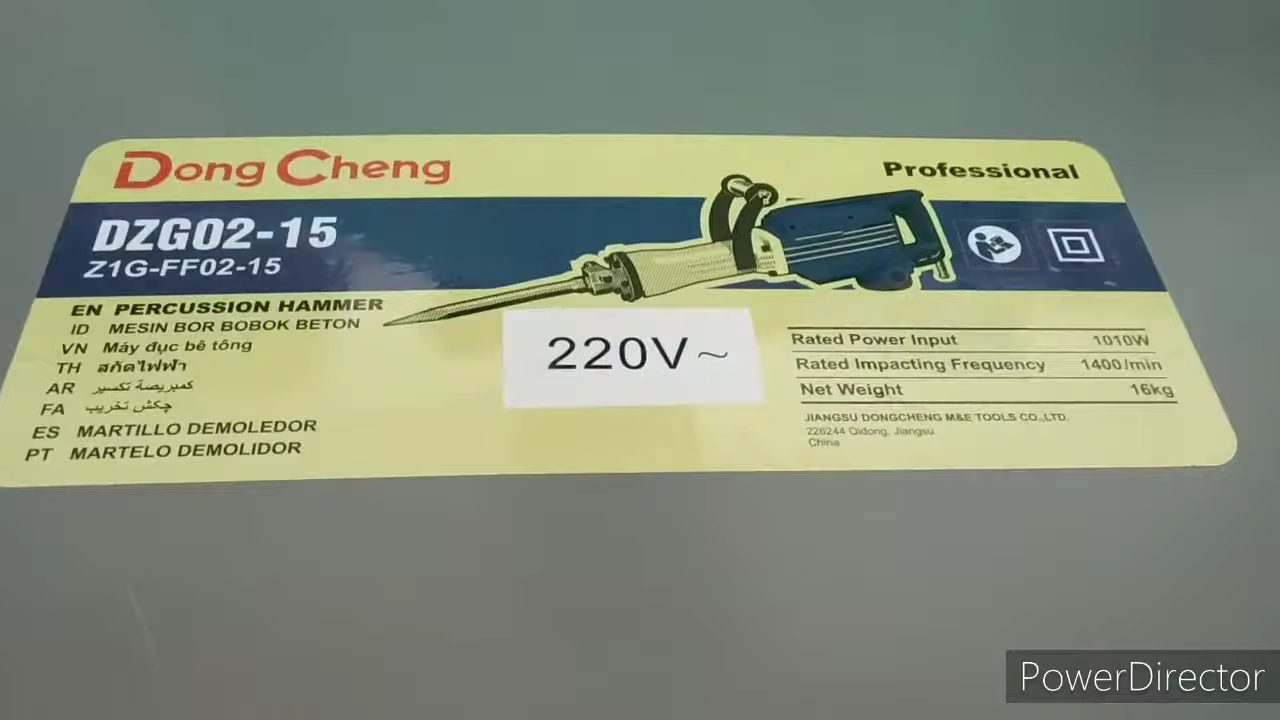 Dong Cheng
Professional
DZG02-15
Z1G-FF02-15
EN PERCUSSION HAMMER
ID MESIN BOR BOBOK BETON
VN Máy đục bê tông
TH สกัดไฟฟ้า
AR كمبريصة تكسير
FA چکش تخریب
ES MARTILLO DEMOLEDOR
PT MARTELO DEMOLIDOR
220V~
Rated Power Input 1010W
Rated Impacting Frequency 1400/min
Net Weight 16kg
JIANGSU DONGCHENG M&E TOOLS CO.,LTD.
226244 Qidong, Jiangsu
China
PowerDirector